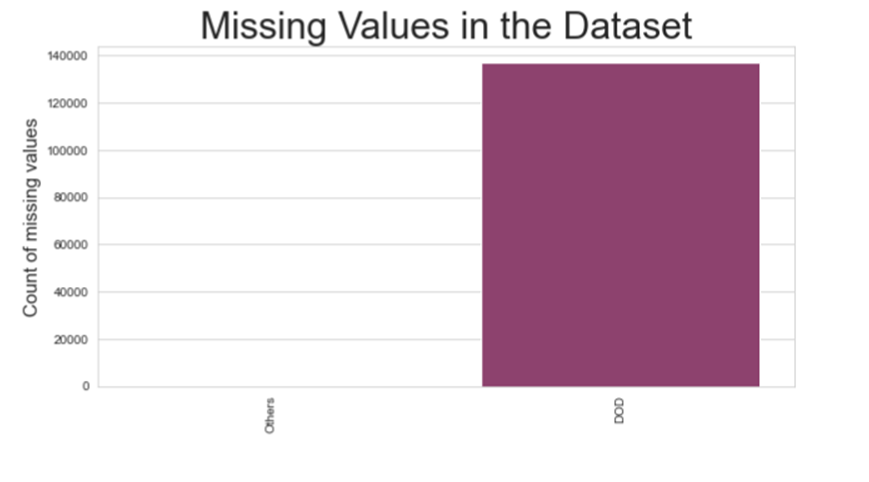 Missing Values in the Dataset
Count of missing values
140000
120000
100000
80000
60000
40000
20000
0
Others
DOD